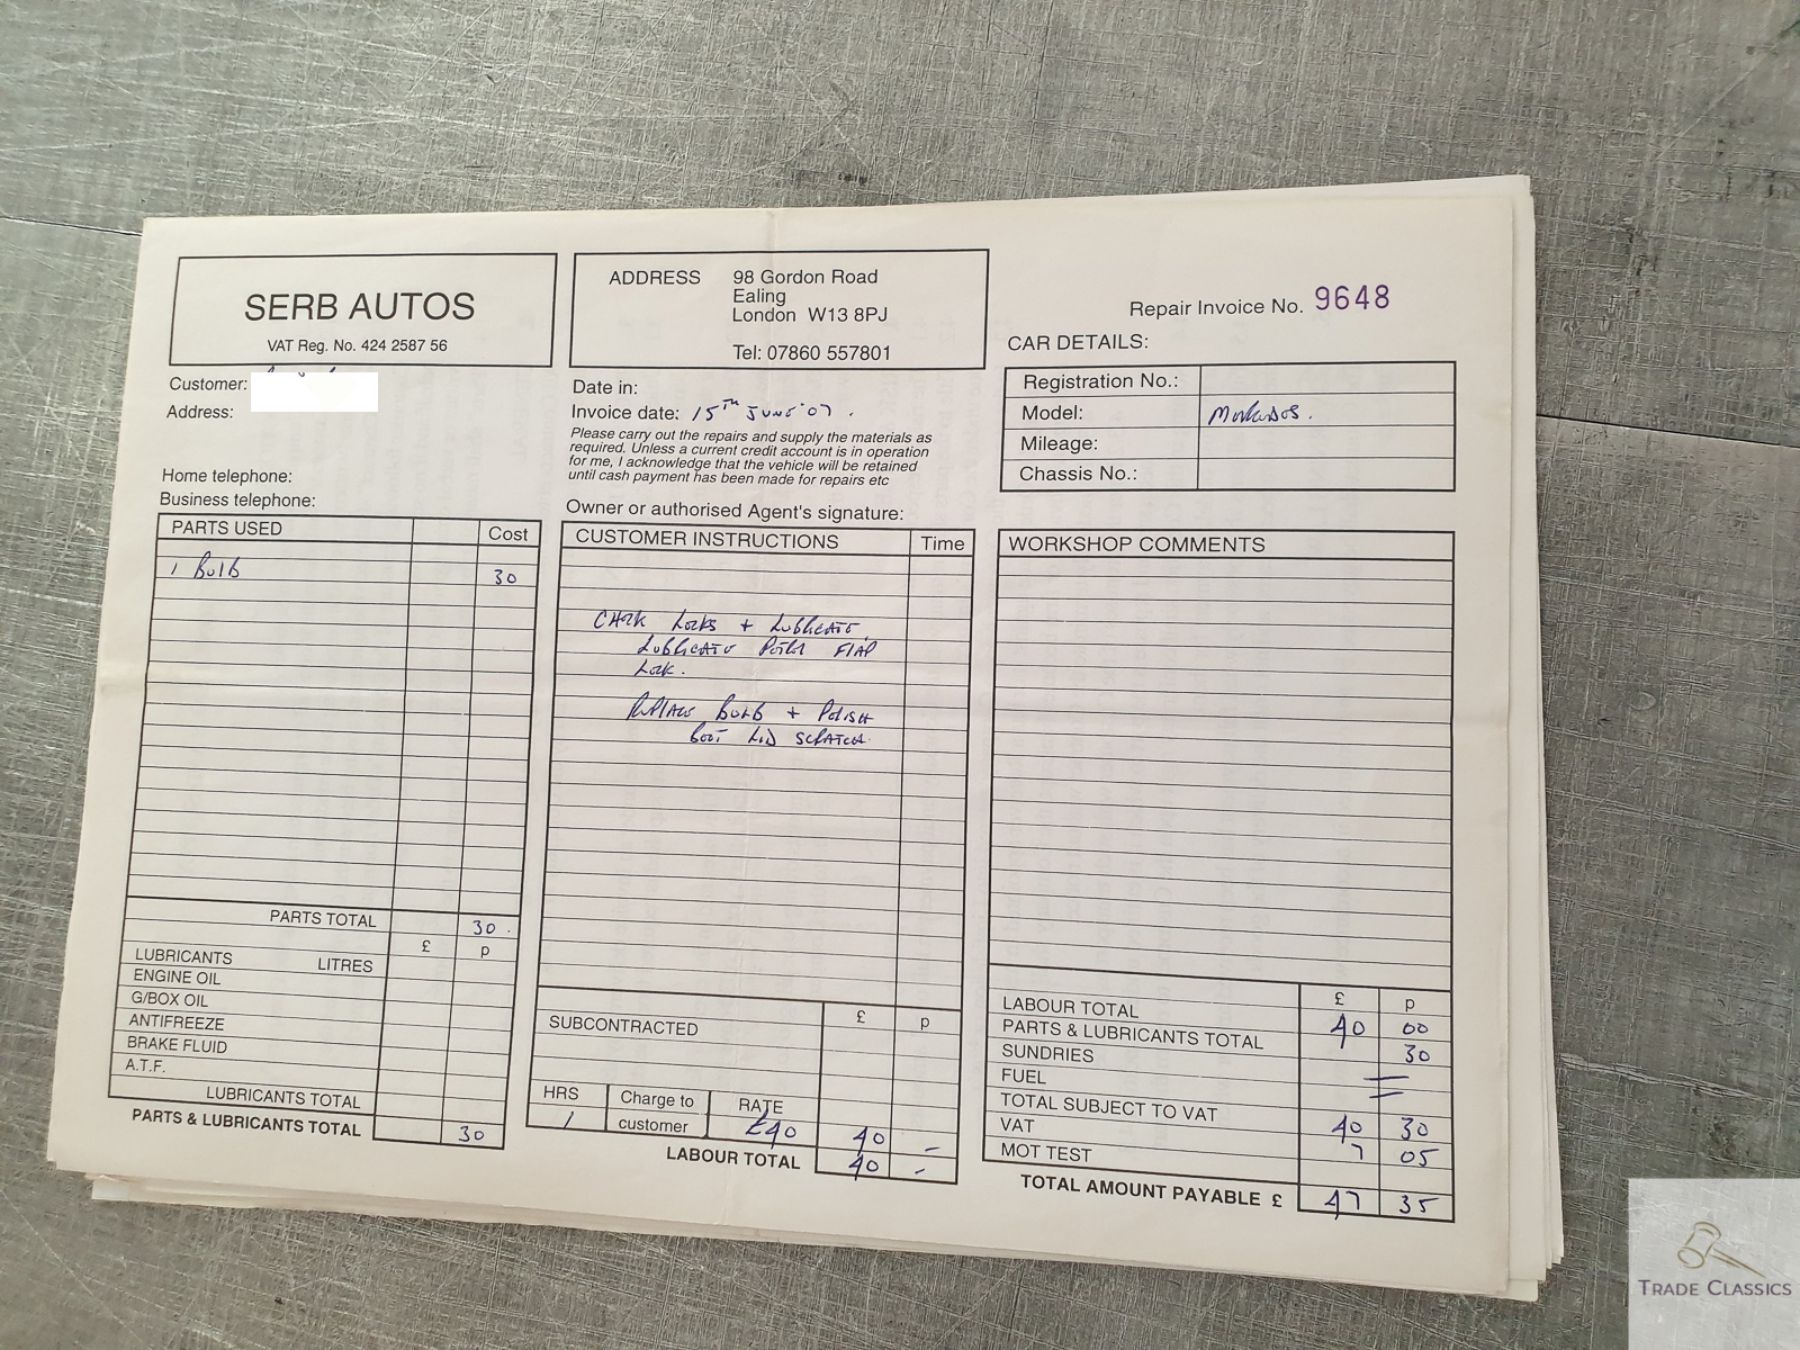 SERB AUTOS
VAT Reg. No. 424 2587 56
ADDRESS 98 Gordon Road
Ealing
London W13 8PJ
Tel: 07860 557801
Repair Invoice No. 9648
CAR DETAILS:
Registration No.:
Model:
Mileage:
Chassis No.:
Customer:
Address:
Home telephone:
Business telephone:
Date in:
Invoice date: 15TH JUNE '07.
Please carry out the repairs and supply the materials as
required. Unless a current credit account is in operation
for me, I acknowledge that the vehicle will be retained
until cash payment has been made for repairs etc
Owner or authorised Agent's signature:
PARTS USED Cost
1 Bulb 30
PARTS TOTAL 30.
£ p
LUBRICANTS LITRES
ENGINE OIL
G/BOX OIL
ANTIFREEZE
BRAKE FLUID
A.T.F.
LUBRICANTS TOTAL
PARTS & LUBRICANTS TOTAL 30
CUSTOMER INSTRUCTIONS Time
Locks + Lubricate
Lubricate Flap
Lock.
Replace Bulb + Polish
Boot Lid Scratch.
SUBCONTRACTED £ p
HRS Charge to customer RATE
1 £40 40 -
LABOUR TOTAL 40 -
WORKSHOP COMMENTS
£ p
LABOUR TOTAL 40 00
PARTS & LUBRICANTS TOTAL 30
SUNDRIES
FUEL
TOTAL SUBJECT TO VAT 40 30
VAT 7 05
MOT TEST
TOTAL AMOUNT PAYABLE £ 47 35
TRADE CLASSICS